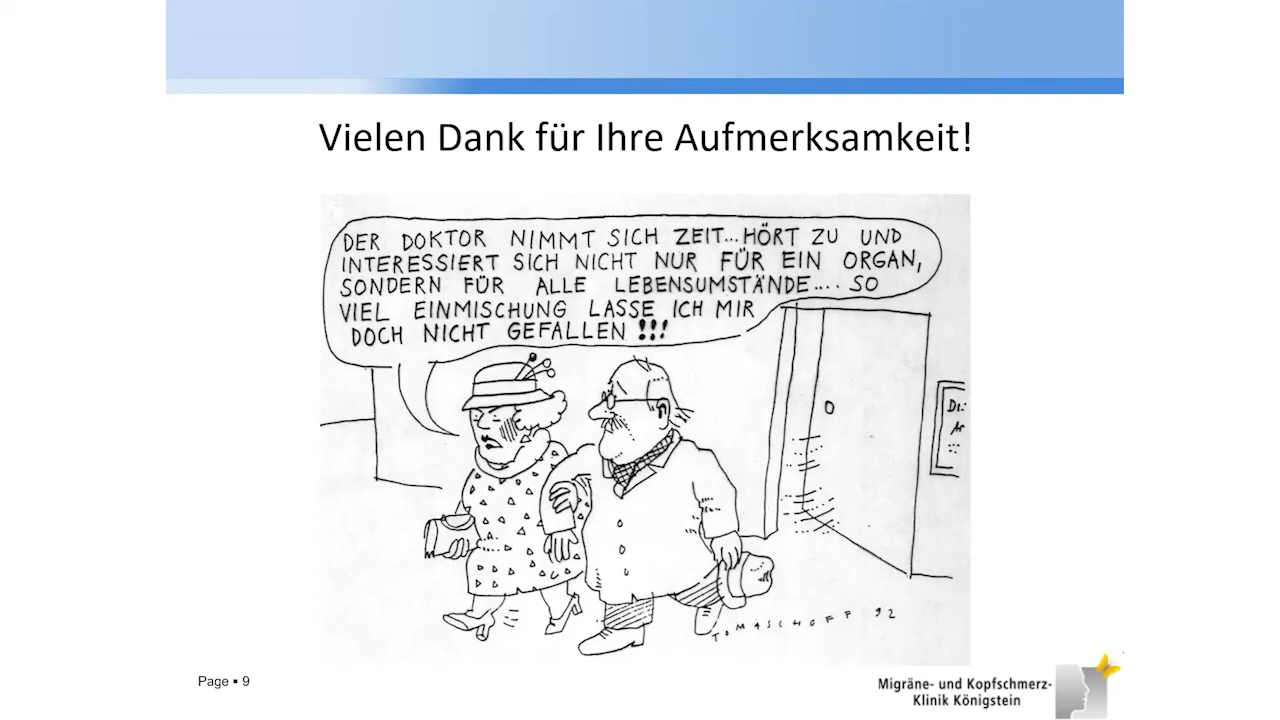 Vielen Dank für Ihre Aufmerksamkeit!
DER DOKTOR NIMMT SICH ZEIT...HÖRT ZU UND
INTERESSIERT SICH NICHT NUR FÜR EIN ORGAN,
SONDERN FÜR ALLE LEBENSUMSTÄNDE.... SO
VIEL EINMISCHUNG LASSE ICH MIR
DOCH NICHT GEFALLEN !!!
TOMASCHOFF 92
Page ▪ 9
Migräne- und Kopfschmerz-
Klinik Königstein